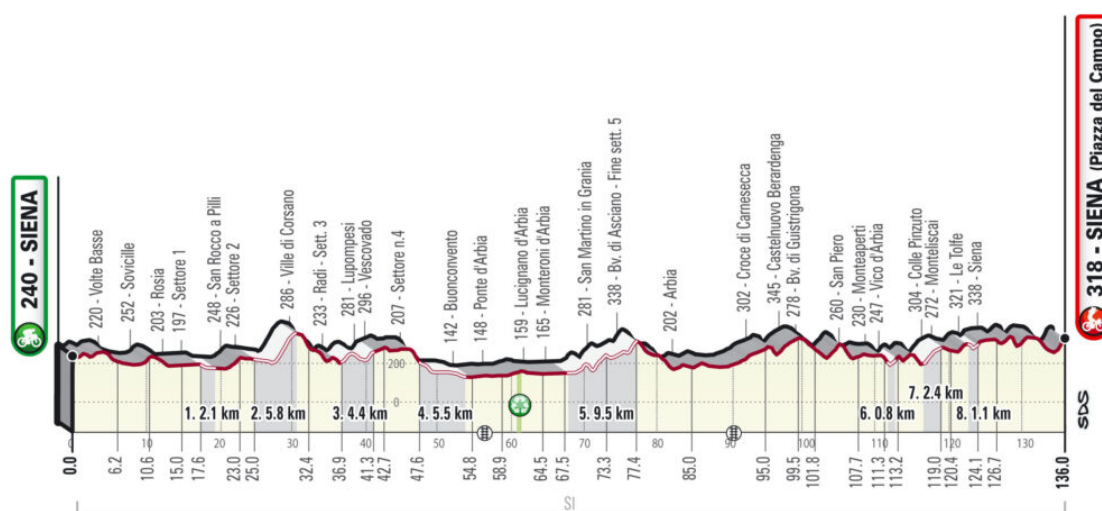 240 - SIENA
220 - Volte Basse
252 - Sovicille
203 - Rosia
197 - Settore 1
248 - San Rocco a Pilli
226 - Settore 2
286 - Ville di Corsano
233 - Radi - Sett. 3
281 - Lupompesi
296 - Vescovado
207 - Settore n.4
142 - Buonconvento
148 - Ponte d'Arbia
159 - Lucignano d'Arbia
165 - Monteroni d'Arbia
281 - San Martino in Grania
338 - Bv. di Asciano - Fine sett. 5
202 - Arbia
302 - Croce di Carnesecca
345 - Castelnuovo Berardenga
278 - Bv. di Guistrigona
260 - San Piero
230 - Monteaperti
247 - Vico d'Arbia
304 - Colle Pinzuto
272 - Monteliscai
321 - Le Tolfe
338 - Siena
318 - SIENA (Piazza del Campo)
200
0
1. 2.1 km
2. 5.8 km
3. 4.4 km
4. 5.5 km
5. 9.5 km
6. 0.8 km
7. 2.4 km
8. 1.1 km
SDS
0 10 20 30 40 50 60 70 80 90 100 110 120 130
0.0 6.2 10.6 15.0 17.6 23.0 25.0 32.4 36.9 41.3 42.7 47.6 54.8 58.9 64.5 67.5 73.3 77.4 85.0 95.0 99.5 101.8 107.7 111.3 113.2 119.0 120.4 124.1 126.7 136.0
SI